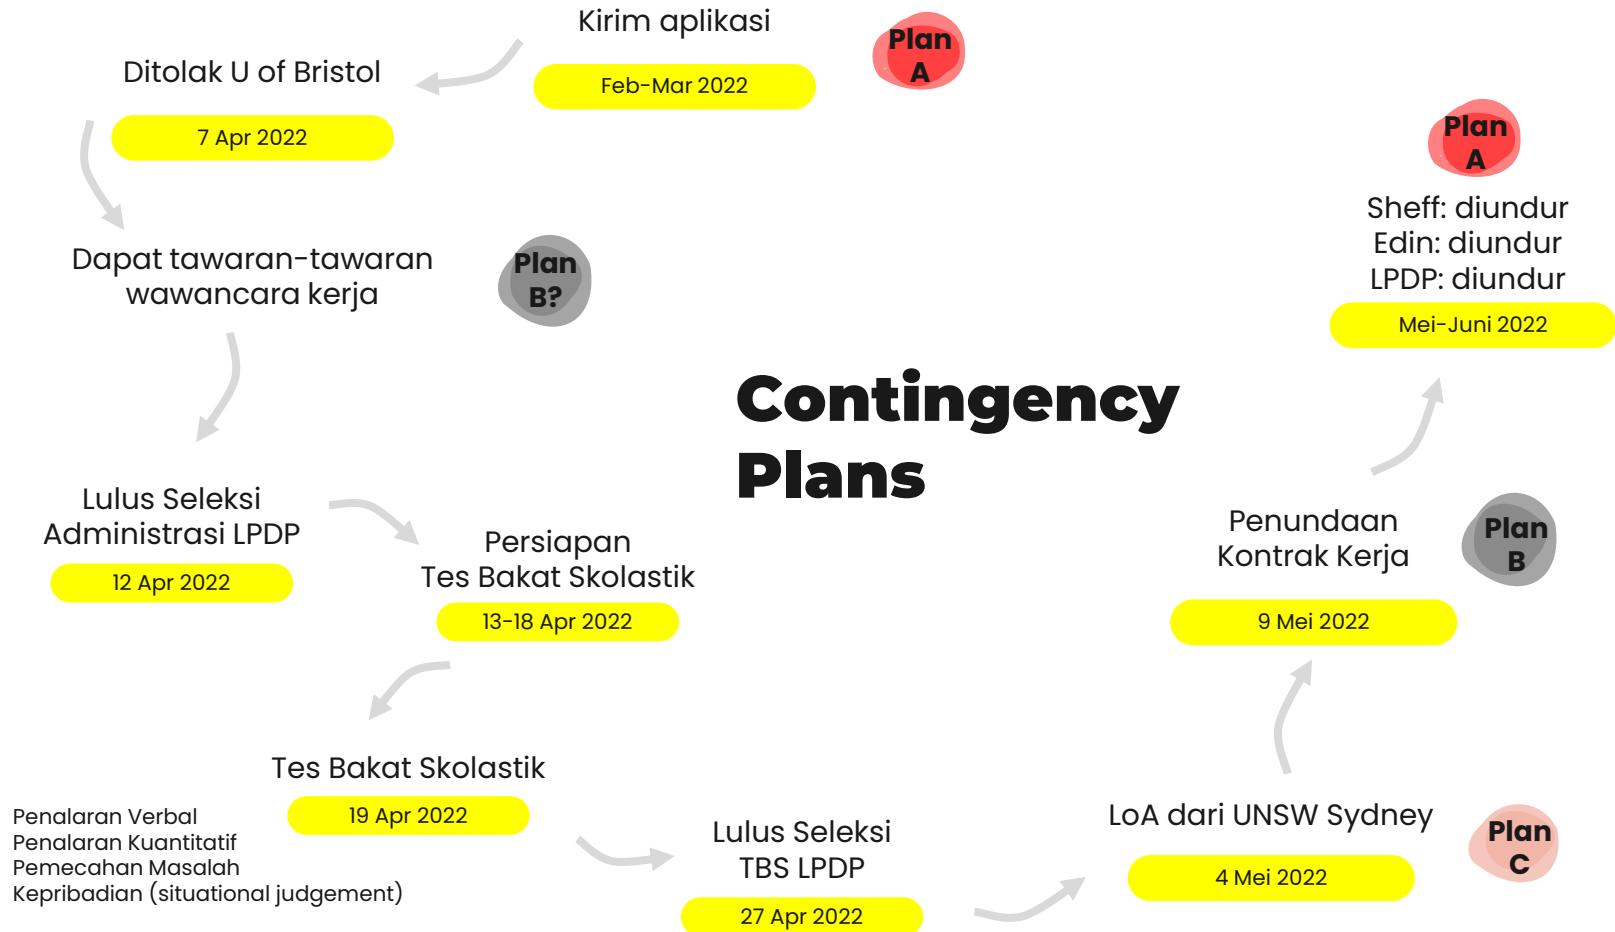 Kirim aplikasi
Feb-Mar 2022
Plan
A
Ditolak U of Bristol
7 Apr 2022
Dapat tawaran-tawaran
wawancara kerja
Plan
B?
Lulus Seleksi
Administrasi LPDP
12 Apr 2022
Persiapan
Tes Bakat Skolastik
13-18 Apr 2022
Tes Bakat Skolastik
19 Apr 2022
Penalaran Verbal
Penalaran Kuantitatif
Pemecahan Masalah
Kepribadian (situational judgement)
Lulus Seleksi
TBS LPDP
27 Apr 2022
LoA dari UNSW Sydney
4 Mei 2022
Plan
C
Penundaan
Kontrak Kerja
9 Mei 2022
Plan
B
Plan
A
Sheff: diundur
Edin: diundur
LPDP: diundur
Mei-Juni 2022
Contingency
Plans